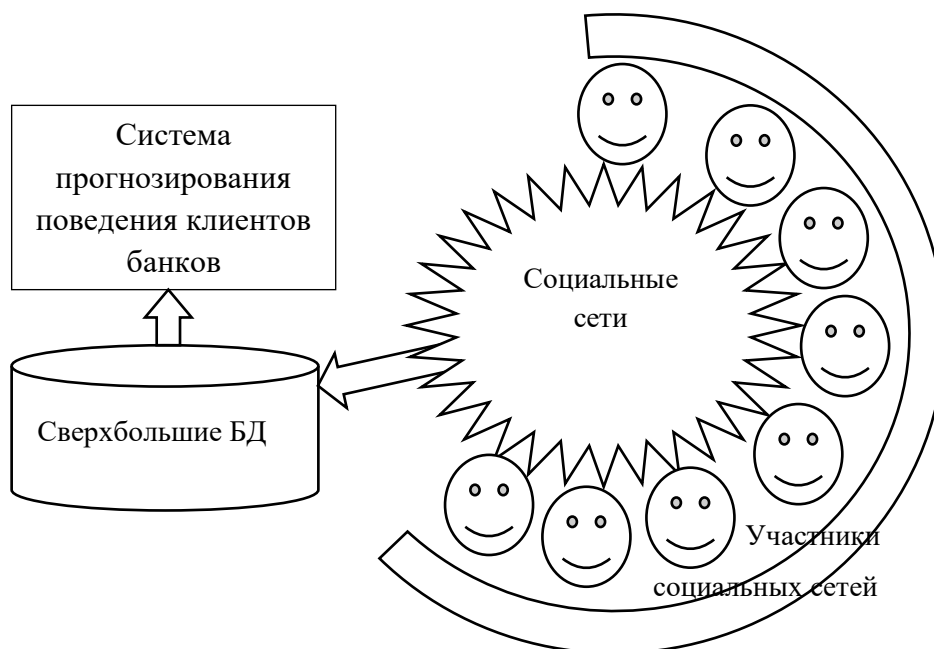 Система
прогнозирования
поведения клиентов
банков
Социальные
сети
Сверхбольшие БД
Участники
социальных сетей